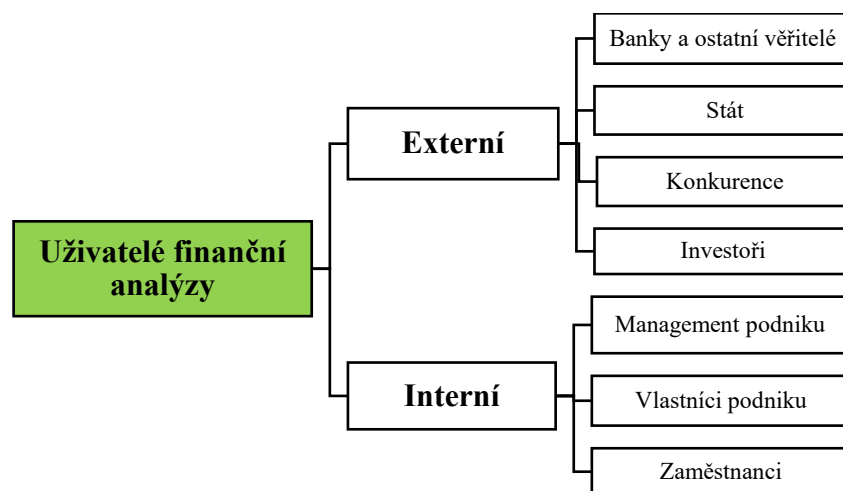 Uživatelé finanční
analýzy
Externí
Banky a ostatní věřitelé
Stát
Konkurence
Investoři
Interní
Management podniku
Vlastníci podniku
Zaměstnanci